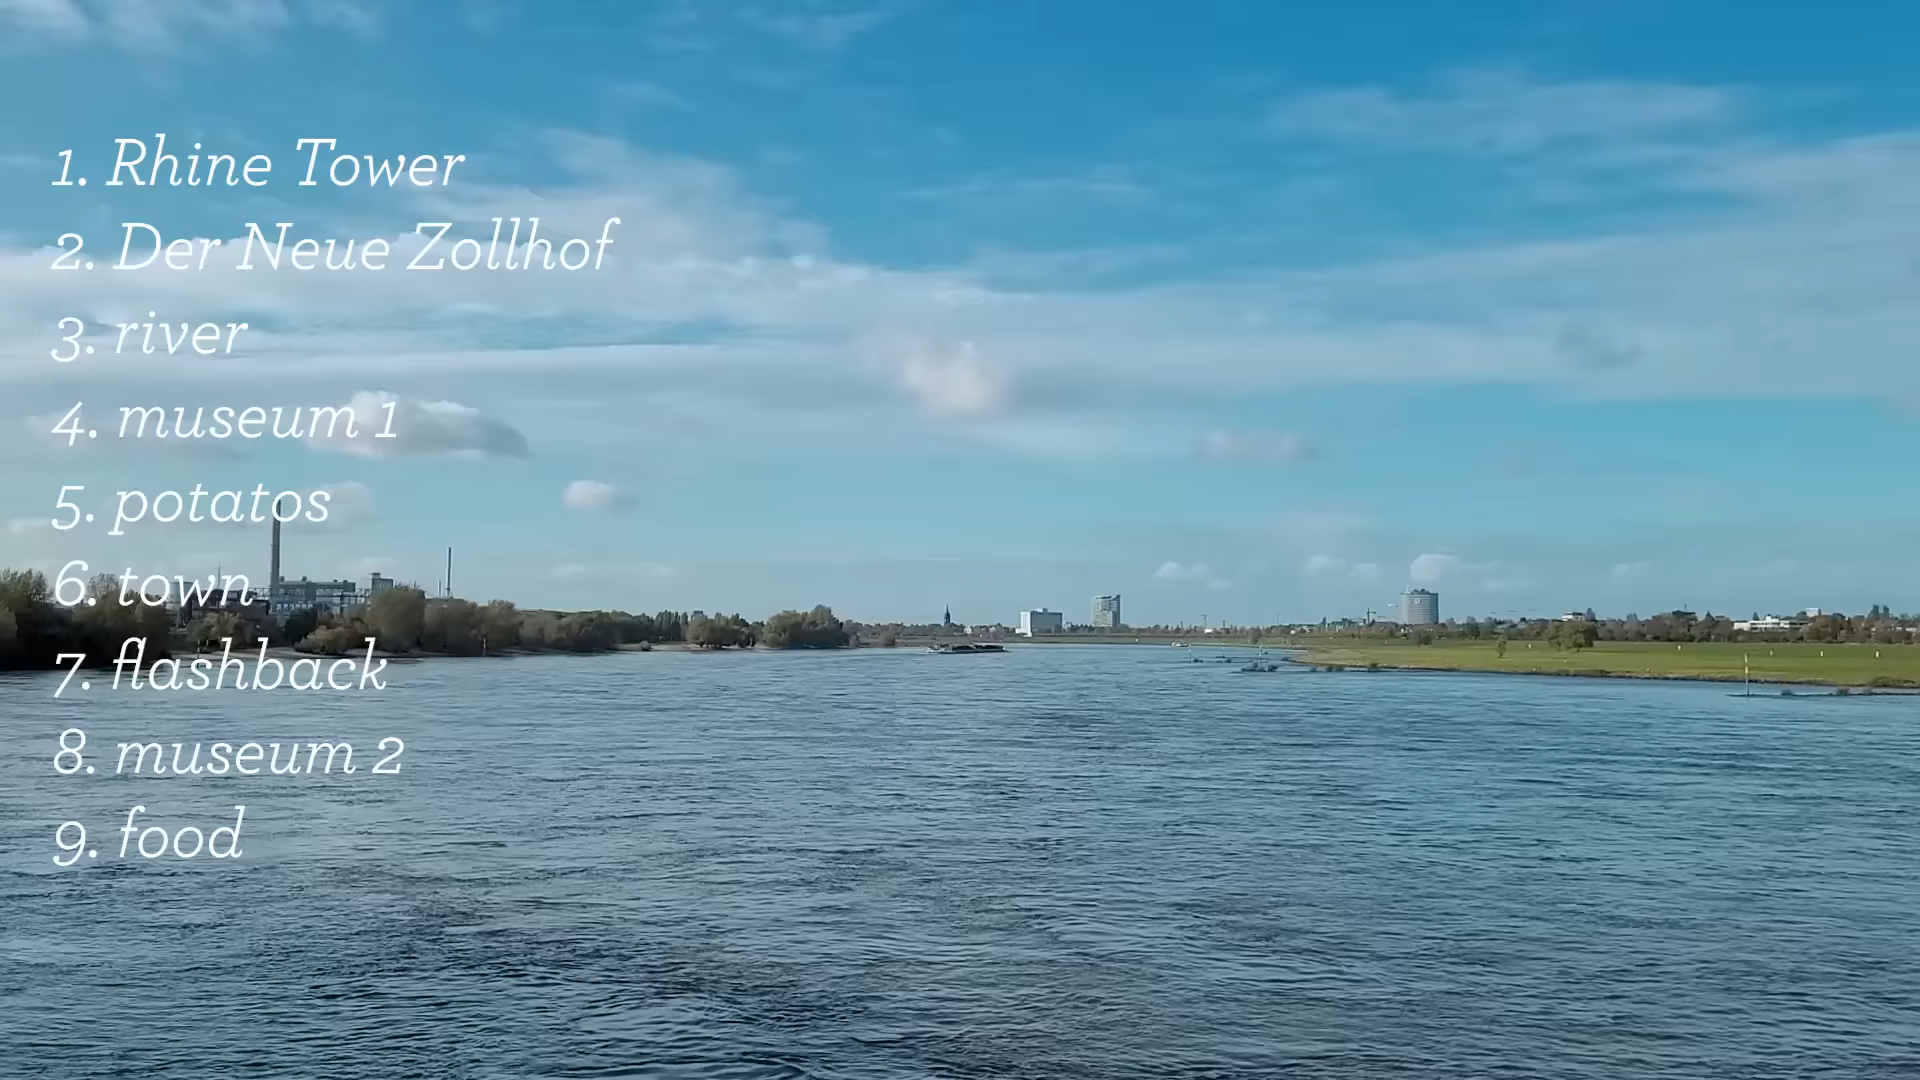 1. Rhine Tower
2. Der Neue Zollhof
3. river
4. museum 1
5. potatos
6. town
7. flashback
8. museum 2
9. food